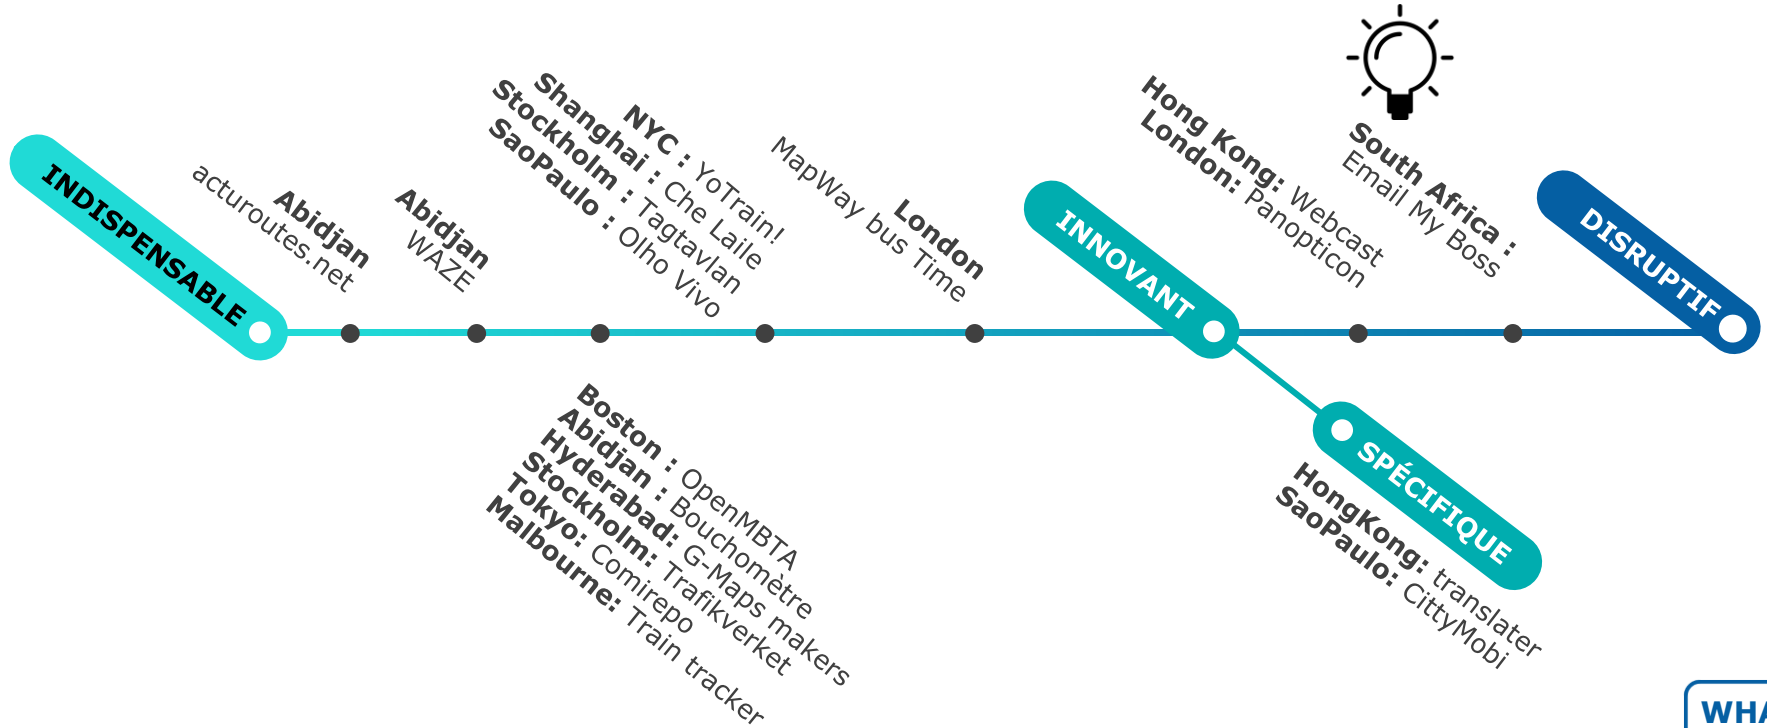 INDISPENSABLE
Abidjan
acturoutes.net
Abidjan
WAZE
NYC : YoTrain!
Shanghai : Che Laile
Stockholm : Tagtavlan
SaoPaulo : Olho Vivo
London
MapWay bus Time
INNOVANT
Hong Kong: Webcast
London: Panopticon
South Africa :
Email My Boss
DISRUPTIF
Boston : OpenMBTA
Abidjan : Bouchomètre
Hyderabad: G-Maps makers
Stockholm: Trafikverket
Tokyo: Comirepo
Malbourne: Train tracker
SPÉCIFIQUE
HongKong: translater
SaoPaulo: CittyMobi